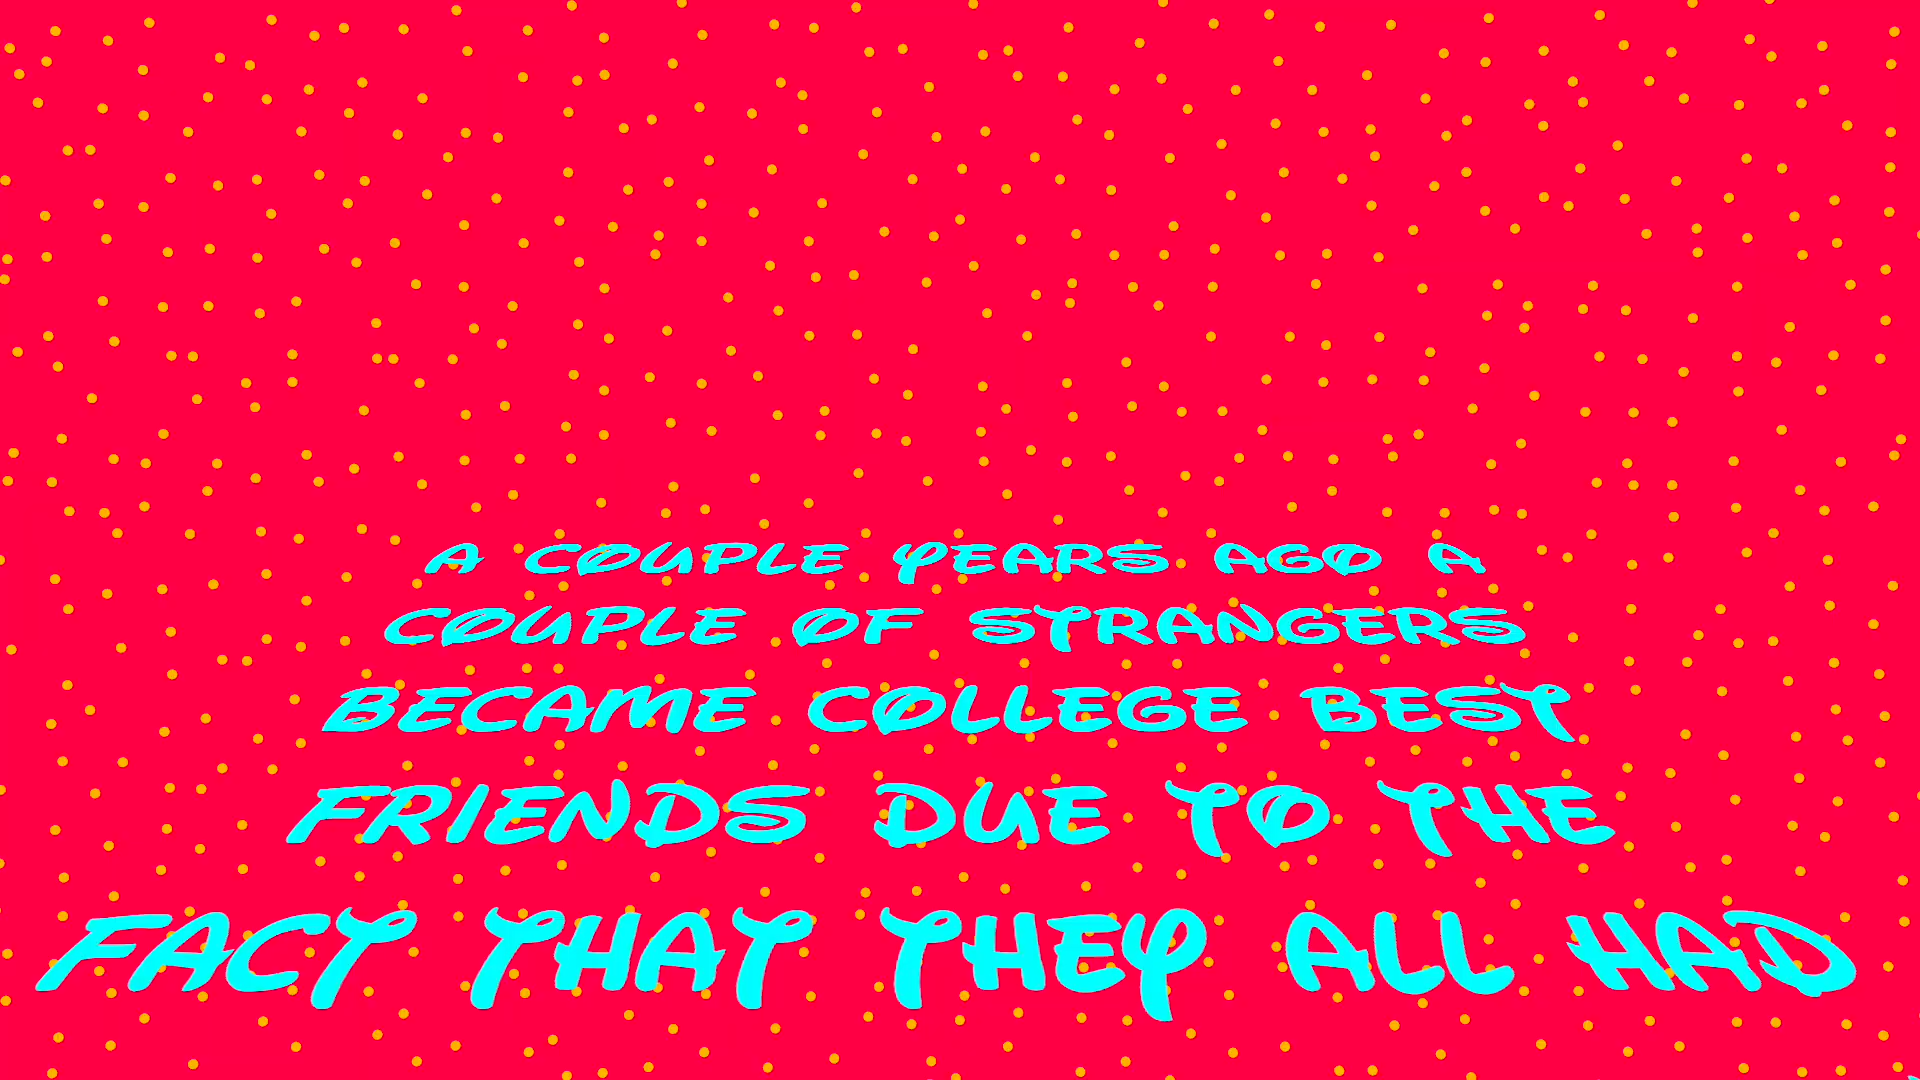 A COUPLE YEARS AGO A
COUPLE OF STRANGERS
BECAME COLLEGE BEST
FRIENDS DUE TO THE
FACT THAT THEY ALL HAD